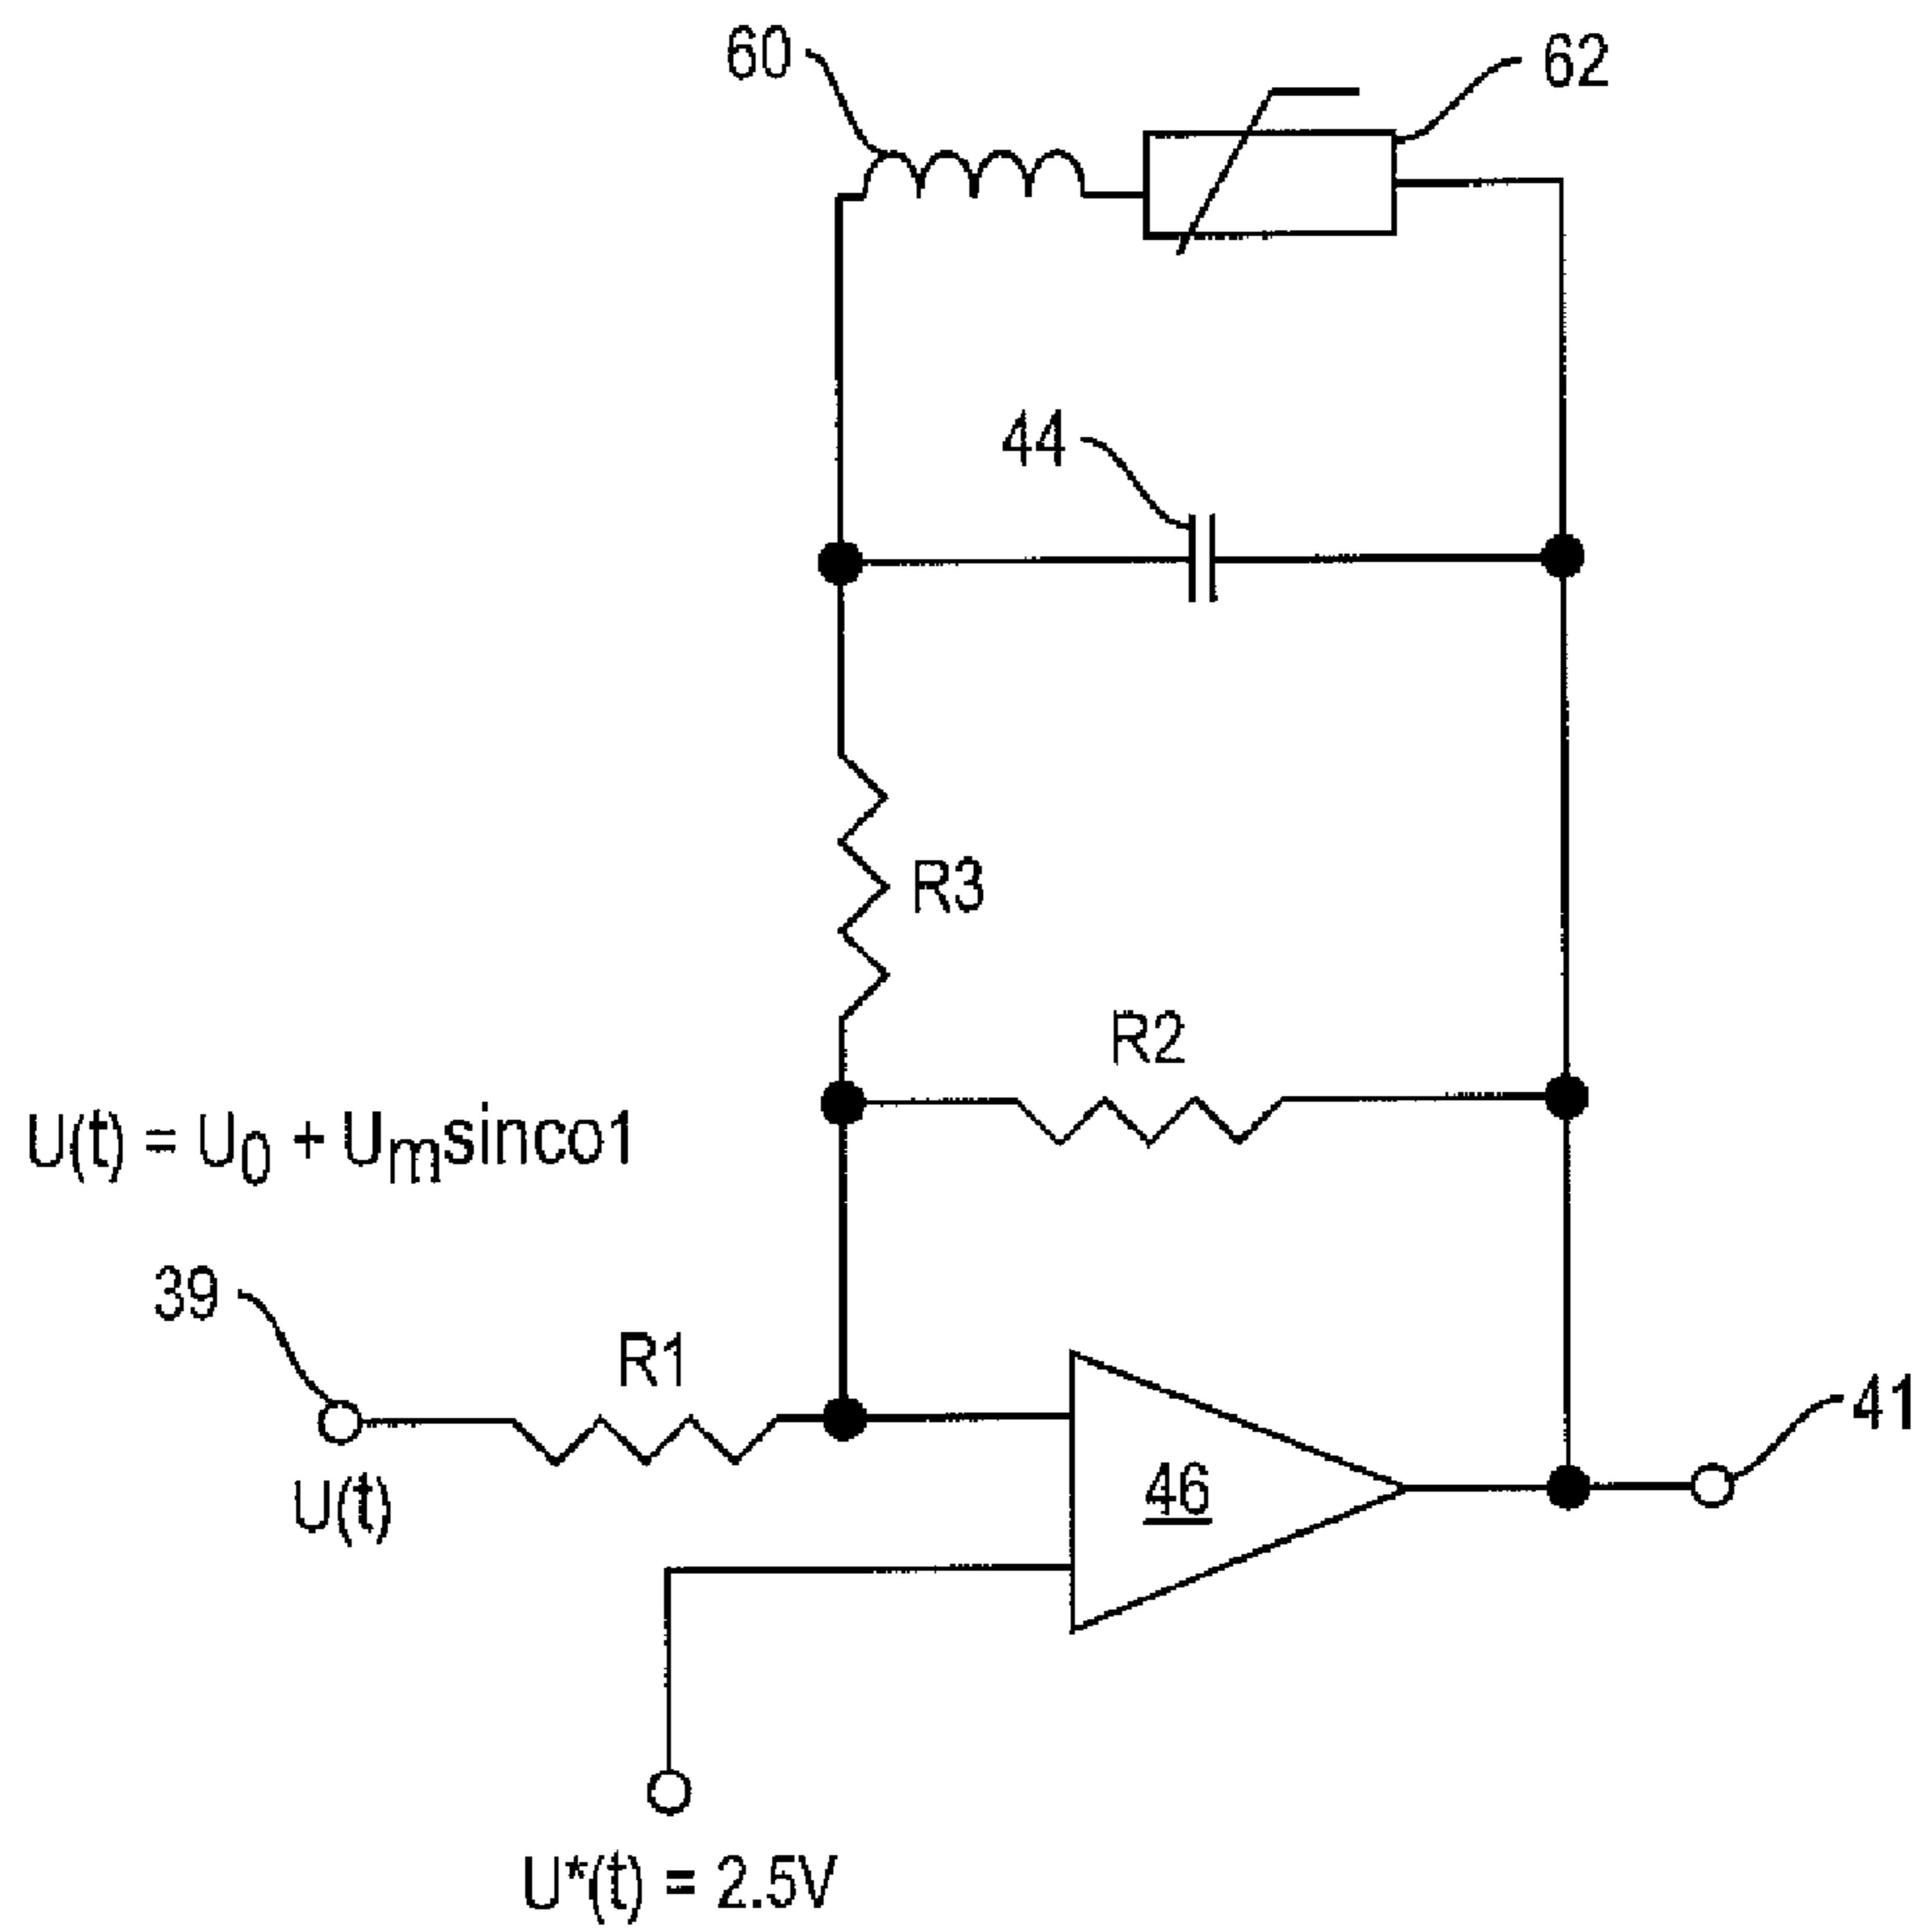 60
62
44
R3
R2
U(t) = U0 + Umsinco1
39
R1
41
U(t)
46
U*(t) = 2.5V